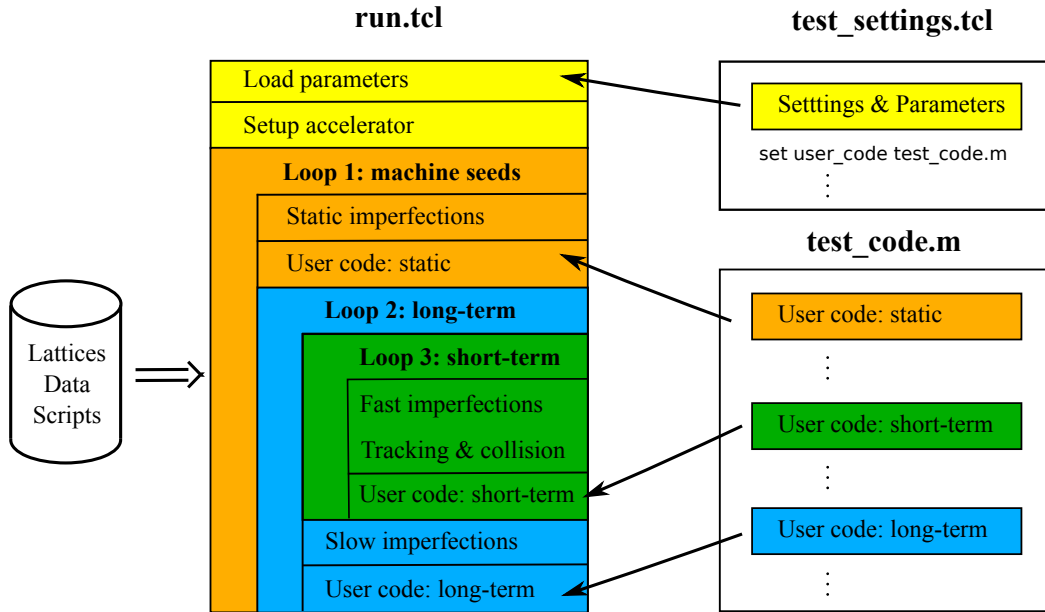 run.tcl
Load parameters
Setup accelerator
Loop 1: machine seeds
Static imperfections
User code: static
Loop 2: long-term
Loop 3: short-term
Fast imperfections
Tracking & collision
User code: short-term
Slow imperfections
User code: long-term
Lattices
Data
Scripts
test_settings.tcl
Setttings & Parameters
set user_code test_code.m
⋮
test_code.m
User code: static
⋮
User code: short-term
⋮
User code: long-term
⋮